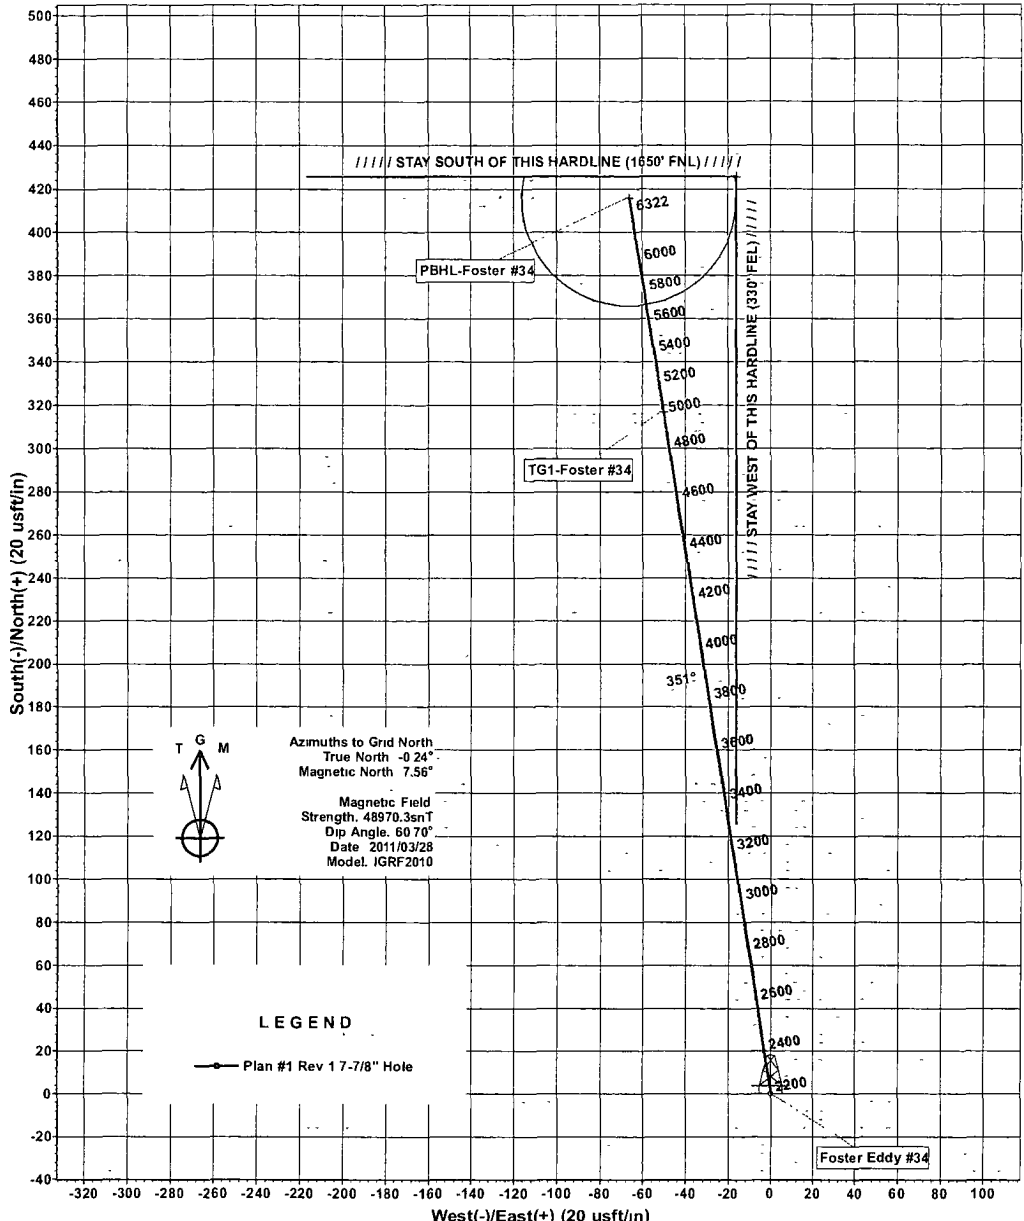 500
480
460
440
420
400
380
360
340
320
300
280
260
240
220
200
180
160
140
120
100
80
60
40
20
0
-20
-40
South(-)/North(+) (20 usft/in)
///// STAY SOUTH OF THIS HARDLINE (1650' FNL) /////
///// STAY WEST OF THIS HARDLINE (330' FEL) /////
6322
6000
5800
5600
5400
5200
5000
4800
4600
4400
4200
4000
351°
3800
3600
3400
3200
3000
2800
2600
2400
2200
PBHL-Foster #34
TG1-Foster #34
Foster Eddy #34
T G M
Azimuths to Grid North
True North -0 24°
Magnetic North 7.56°
Magnetic Field
Strength. 48970.3snT
Dip Angle. 60 70°
Date 2011/03/28
Model. IGRF2010
LEGEND
Plan #1 Rev 1 7-7/8" Hole
-320 -300 -280 -260 -240 -220 -200 -180 -160 -140 -120 -100 -80 -60 -40 -20 0 20 40 60 80 100
West(-)/East(+) (20 usft/in)